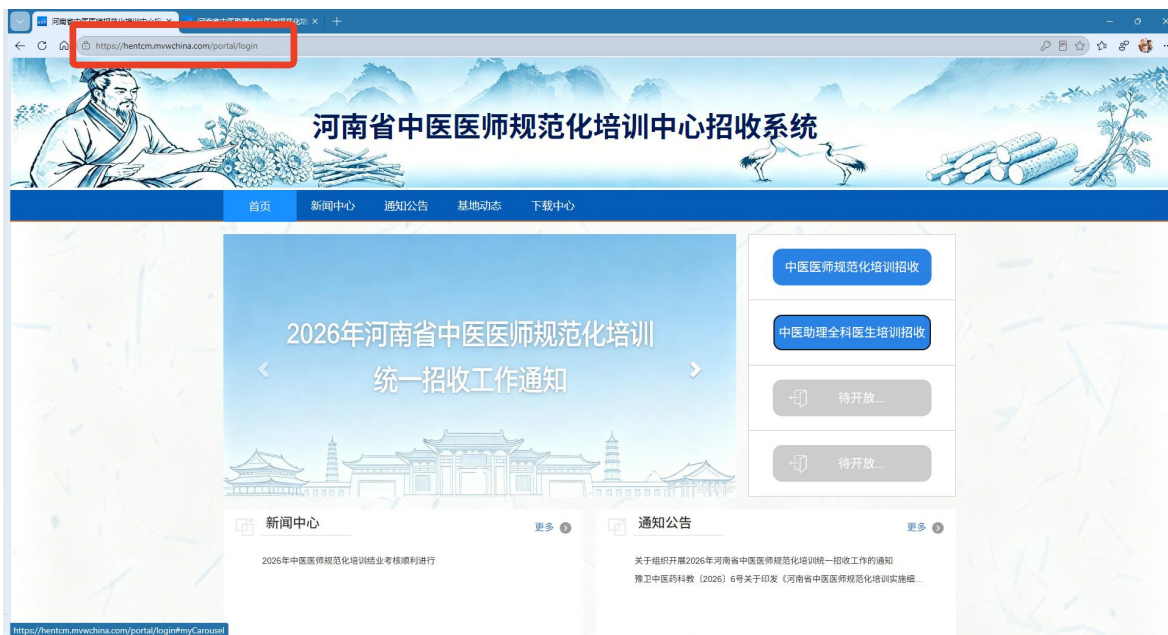 https://hentcm.mvwchina.com/portal/login
河南省中医医师规范化培训中心招收系统
首页 新闻中心 通知公告 基地动态 下载中心
2026年河南省中医医师规范化培训
统一招收工作通知
中医医师规范化培训招收
中医助理全科医生培训招收
待开放...
待开放...
新闻中心 更多
2026年中医医师规范化培训结业考核顺利进行
通知公告 更多
关于组织开展2026年河南省中医医师规范化培训统一招收工作的通知
豫卫中医药科教〔2026〕6号关于印发《河南省中医医师规范化培训实施细...
https://hentcm.mvwchina.com/portal/login#myCarousel